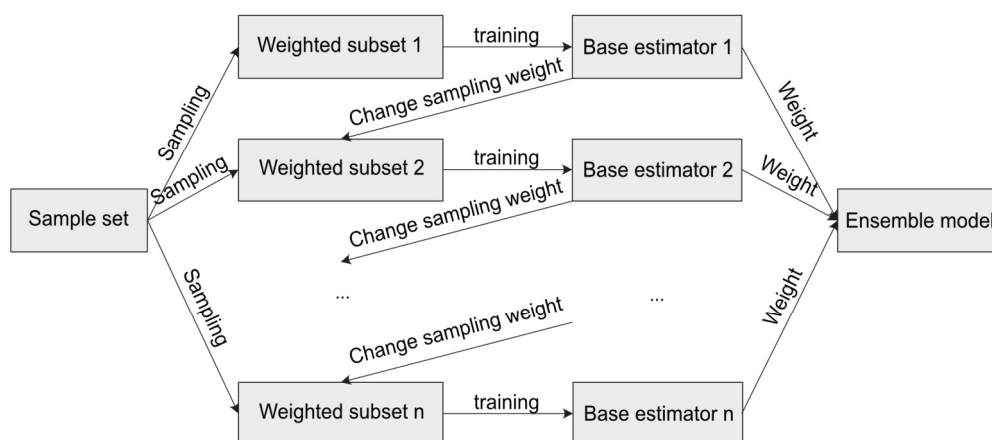 Weighted subset 1
training
Base estimator 1
Sampling
Change sampling weight
Weight
Weighted subset 2
training
Base estimator 2
Sampling
Weight
Sample set
Change sampling weight
Ensemble model
Sampling
...
...
Weight
Change sampling weight
Weighted subset n
training
Base estimator n